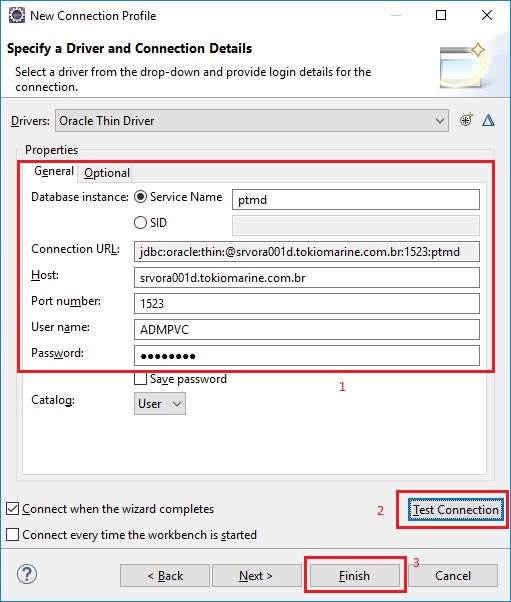 New Connection Profile
Specify a Driver and Connection Details
Select a driver from the drop-down and provide login details for the
connection.
Drivers: Oracle Thin Driver
Properties
General Optional
Database instance: Service Name ptmd
SID
Connection URL: jdbc:oracle:thin:@srvora001d.tokiomarine.com.br:1523:ptmd
Host: srvora001d.tokiomarine.com.br
Port number: 1523
User name: ADMPVC
Password: ●●●●●●●●
Save password
1
Catalog: User
Connect when the wizard completes
2
Test Connection
Connect every time the workbench is started
3
? < Back Next > Finish Cancel